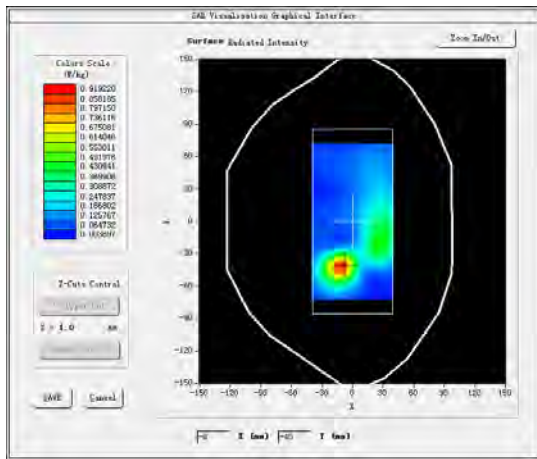 SAR Visualisation Graphical Interface
Surface Radiated Intensity
Zoom In/Out
Colors Scale
(W/kg)
0.919220
0.858185
0.797150
0.736116
0.675081
0.614046
0.553011
0.491976
0.430941
0.369906
0.308872
0.247837
0.186802
0.125767
0.064732
0.003697
150
120
90
60
30
0
-30
-60
-90
-120
-150
Y
-150
-120
-90
-60
-30
0
30
60
90
120
150
X
Z-Cuts Control
Z = 1.0 mm
SAVE
Cancel
X (mm)
Y (mm)